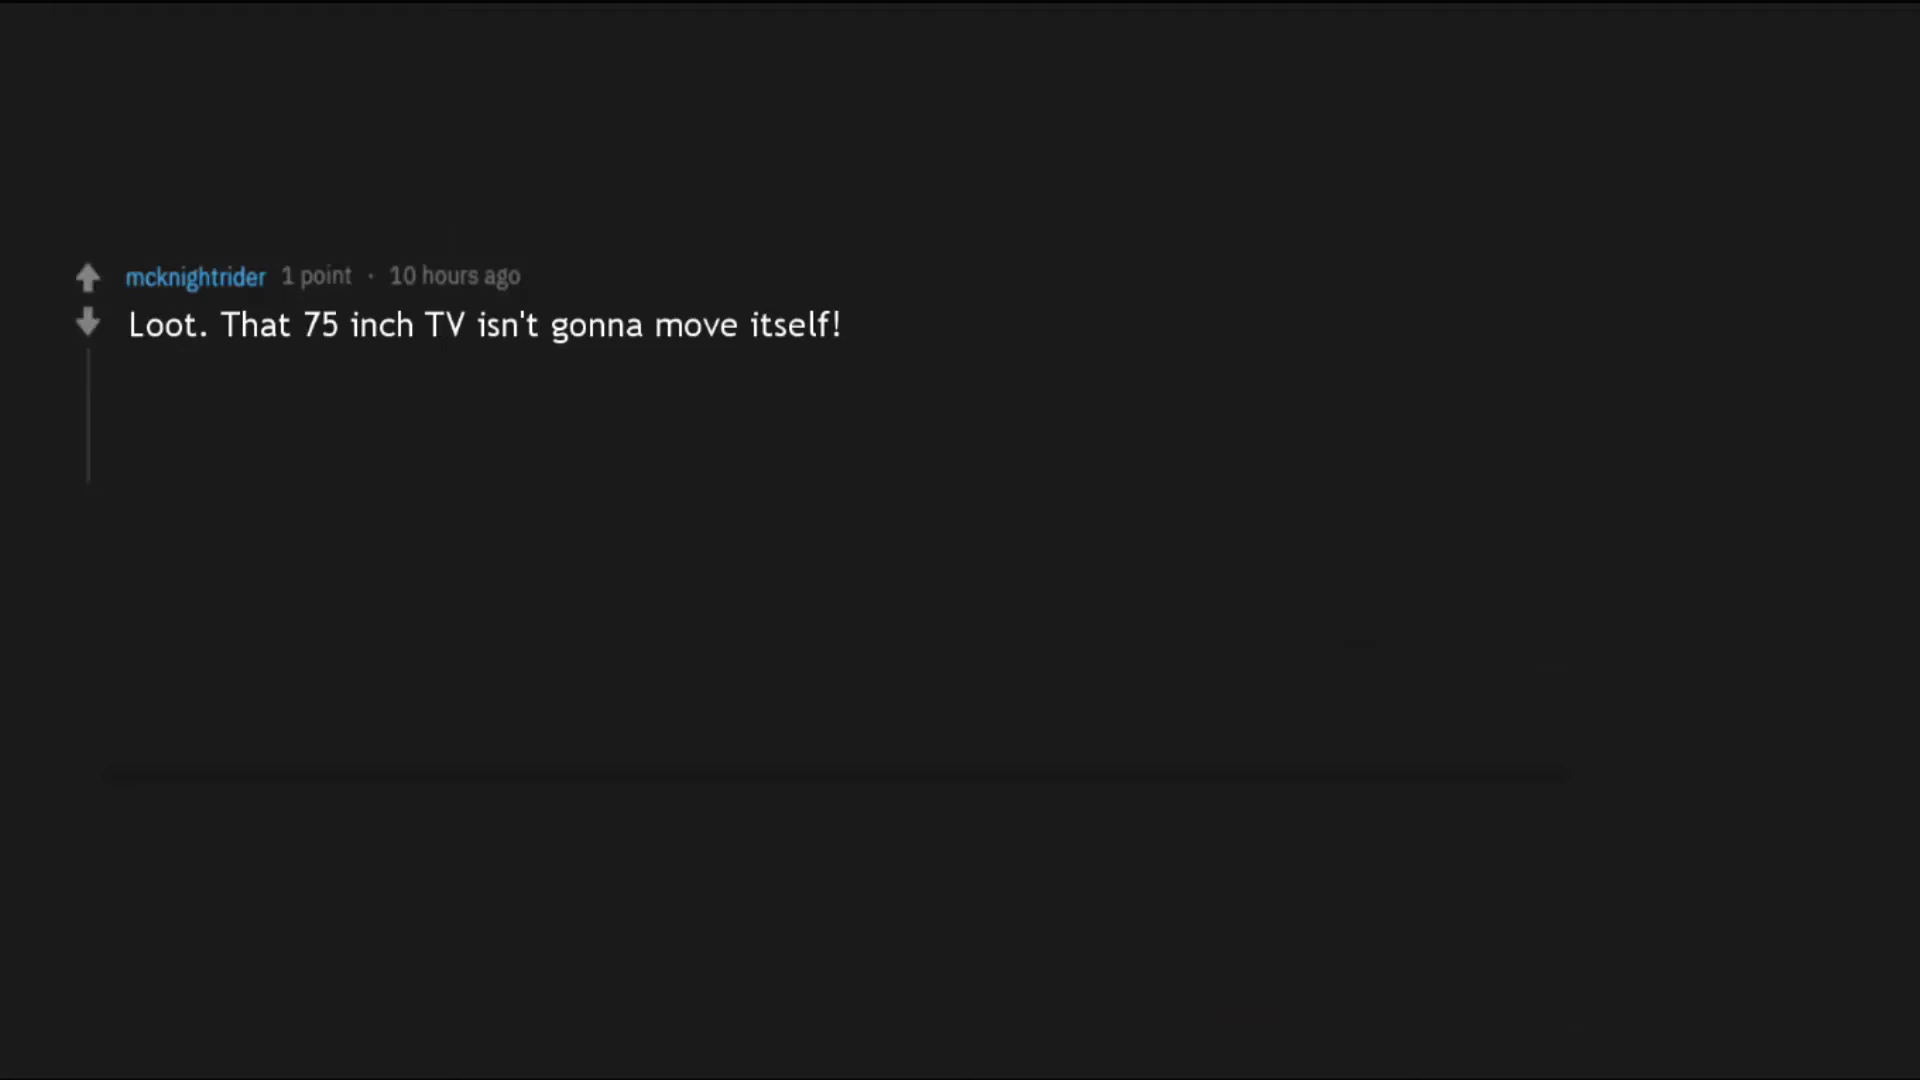 mcknightrider 1 point · 10 hours ago
Loot. That 75 inch TV isn't gonna move itself!